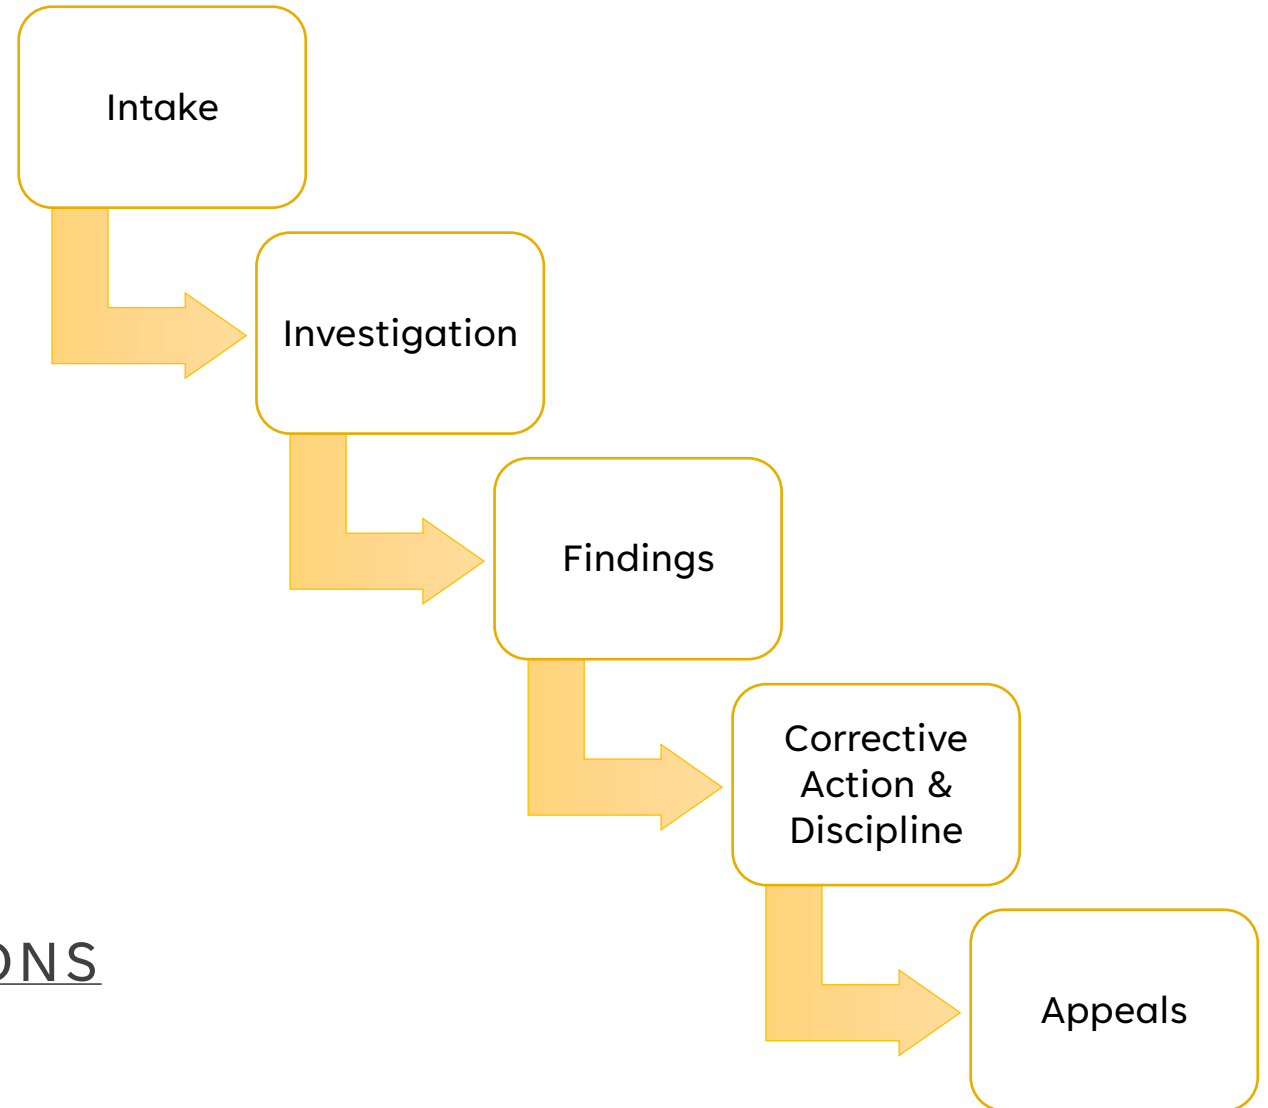 Intake
Investigation
Findings
Corrective
Action &
Discipline
ONS
Appeals